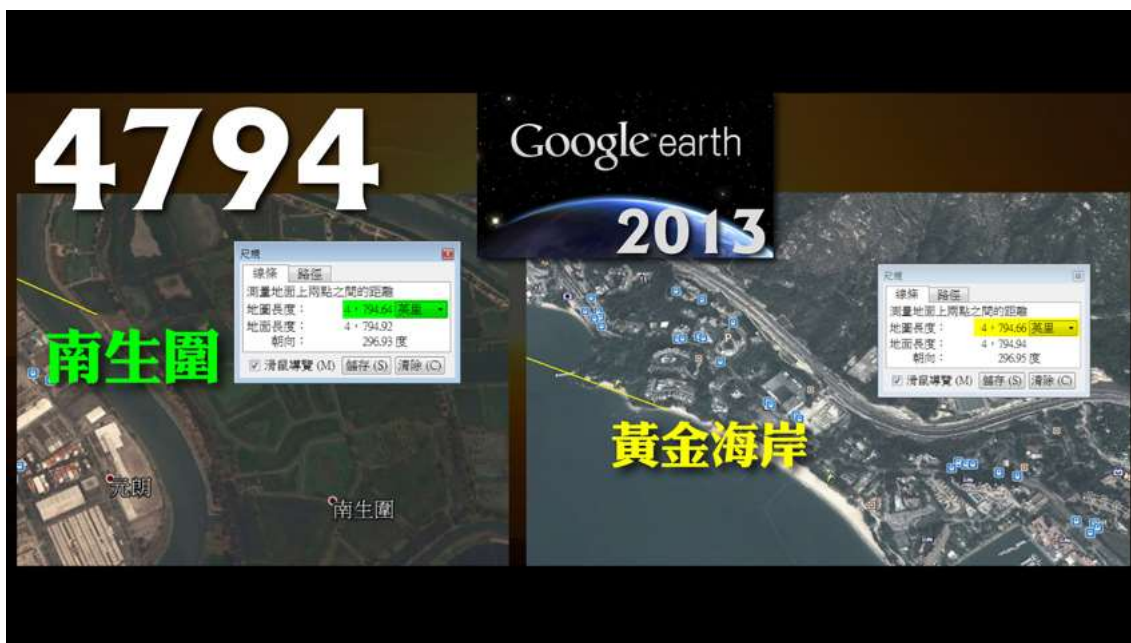 4794
Google earth
2013
尺規
線條 路徑
測量地面上兩點之間的距離
地圖長度: 4,794.64 英里
地面長度: 4,794.92
朝向: 296.93 度
滑鼠導覽 (M) 儲存 (S) 清除 (C)
南生圍
元朗
南生圍
尺規
線條 路徑
測量地面上兩點之間的距離
地圖長度: 4,794.66 英里
地面長度: 4,794.94
朝向: 296.95 度
滑鼠導覽 (M) 儲存 (S) 清除 (C)
黃金海岸